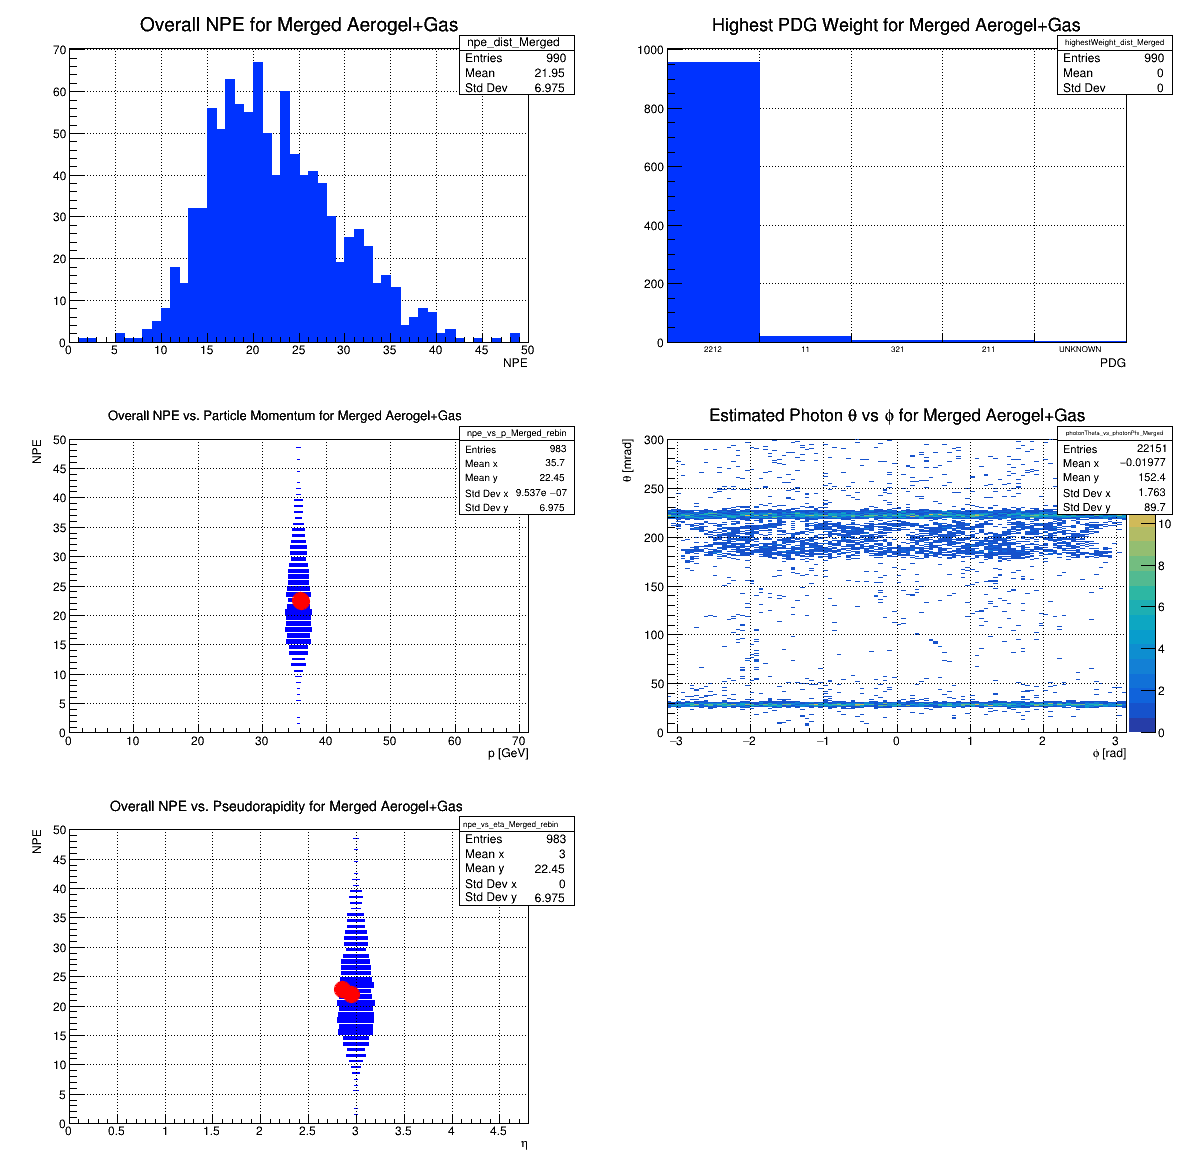 Overall NPE for Merged Aerogel+Gas
npe_dist_Merged
Entries 990
Mean 21.95
Std Dev 6.975
70
60
50
40
30
20
10
0
0 5 10 15 20 25 30 35 40 45 50
NPE
Highest PDG Weight for Merged Aerogel+Gas
highestWeight_dist_Merged
Entries 990
Mean 0
Std Dev 0
1000
800
600
400
200
0
2212 11 321 211 UNKNOWN
PDG
Overall NPE vs. Particle Momentum for Merged Aerogel+Gas
npe_vs_p_Merged_rebin
Entries 983
Mean x 35.7
Mean y 22.45
Std Dev x 9.537e −07
Std Dev y 6.975
NPE
50
45
40
35
30
25
20
15
10
5
0
0 10 20 30 40 50 60 70
p [GeV]
Estimated Photon θ vs ϕ for Merged Aerogel+Gas
photonTheta_vs_photonPhi_Merged
Entries 22151
Mean x −0.01977
Mean y 152.4
Std Dev x 1.763
Std Dev y 89.7
θ [mrad]
300
250
200
150
100
50
0
−3 −2 −1 0 1 2 3
ϕ [rad]
10
8
6
4
2
0
Overall NPE vs. Pseudorapidity for Merged Aerogel+Gas
npe_vs_eta_Merged_rebin
Entries 983
Mean x 3
Mean y 22.45
Std Dev x 0
Std Dev y 6.975
NPE
50
45
40
35
30
25
20
15
10
5
0
0 0.5 1 1.5 2 2.5 3 3.5 4 4.5
η